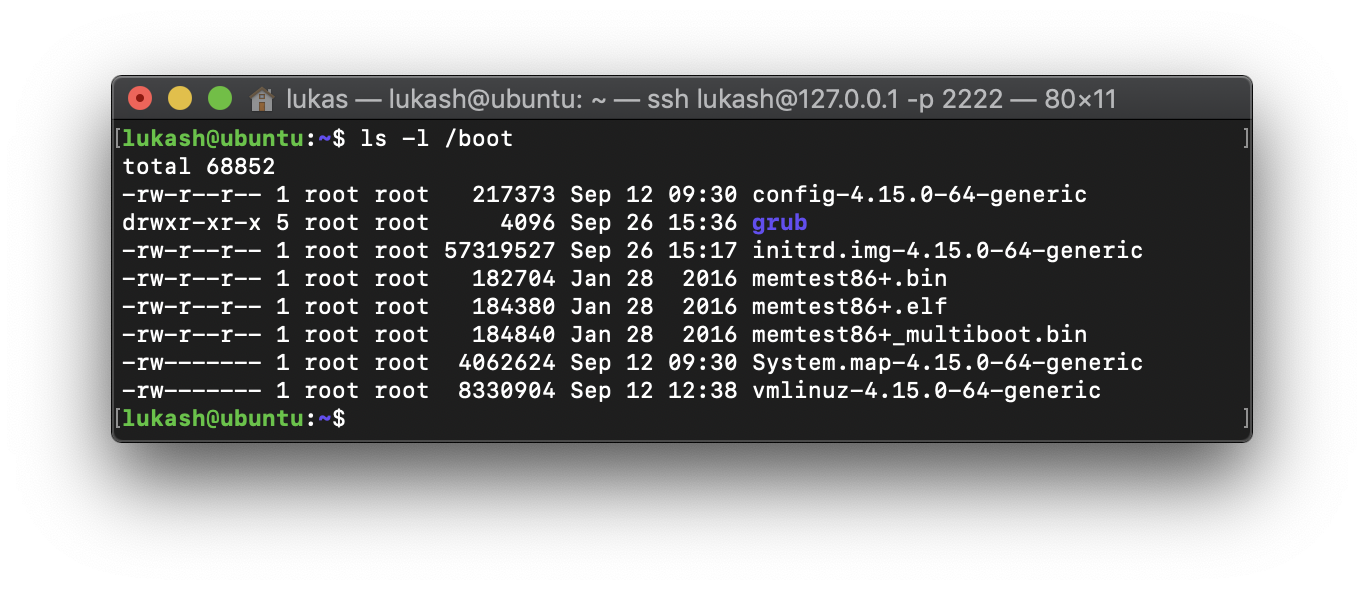 lukas — lukash@ubuntu: ~ — ssh lukash@127.0.0.1 -p 2222 — 80×11
[lukash@ubuntu:~$ ls -l /boot ]
total 68852
-rw-r--r-- 1 root root   217373 Sep 12 09:30 config-4.15.0-64-generic
drwxr-xr-x 5 root root     4096 Sep 26 15:36 grub
-rw-r--r-- 1 root root 57319527 Sep 26 15:17 initrd.img-4.15.0-64-generic
-rw-r--r-- 1 root root   182704 Jan 28  2016 memtest86+.bin
-rw-r--r-- 1 root root   184380 Jan 28  2016 memtest86+.elf
-rw-r--r-- 1 root root   184840 Jan 28  2016 memtest86+_multiboot.bin
-rw------- 1 root root  4062624 Sep 12 09:30 System.map-4.15.0-64-generic
-rw------- 1 root root  8330904 Sep 12 12:38 vmlinuz-4.15.0-64-generic
[lukash@ubuntu:~$ ]